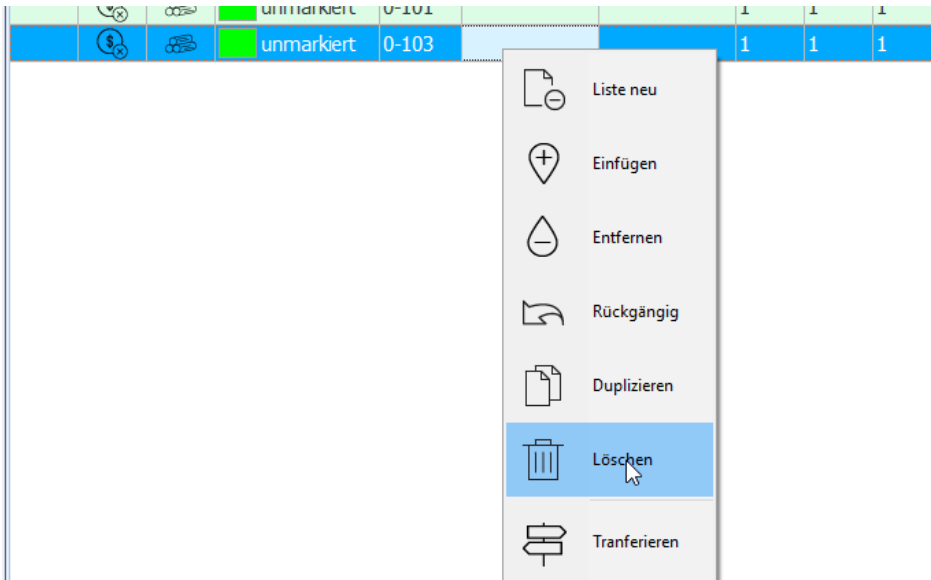 unmarkiert 0-101 1 1 1
unmarkiert 0-103 1 1 1
Liste neu
Einfügen
Entfernen
Rückgängig
Duplizieren
Löschen
Tranferieren